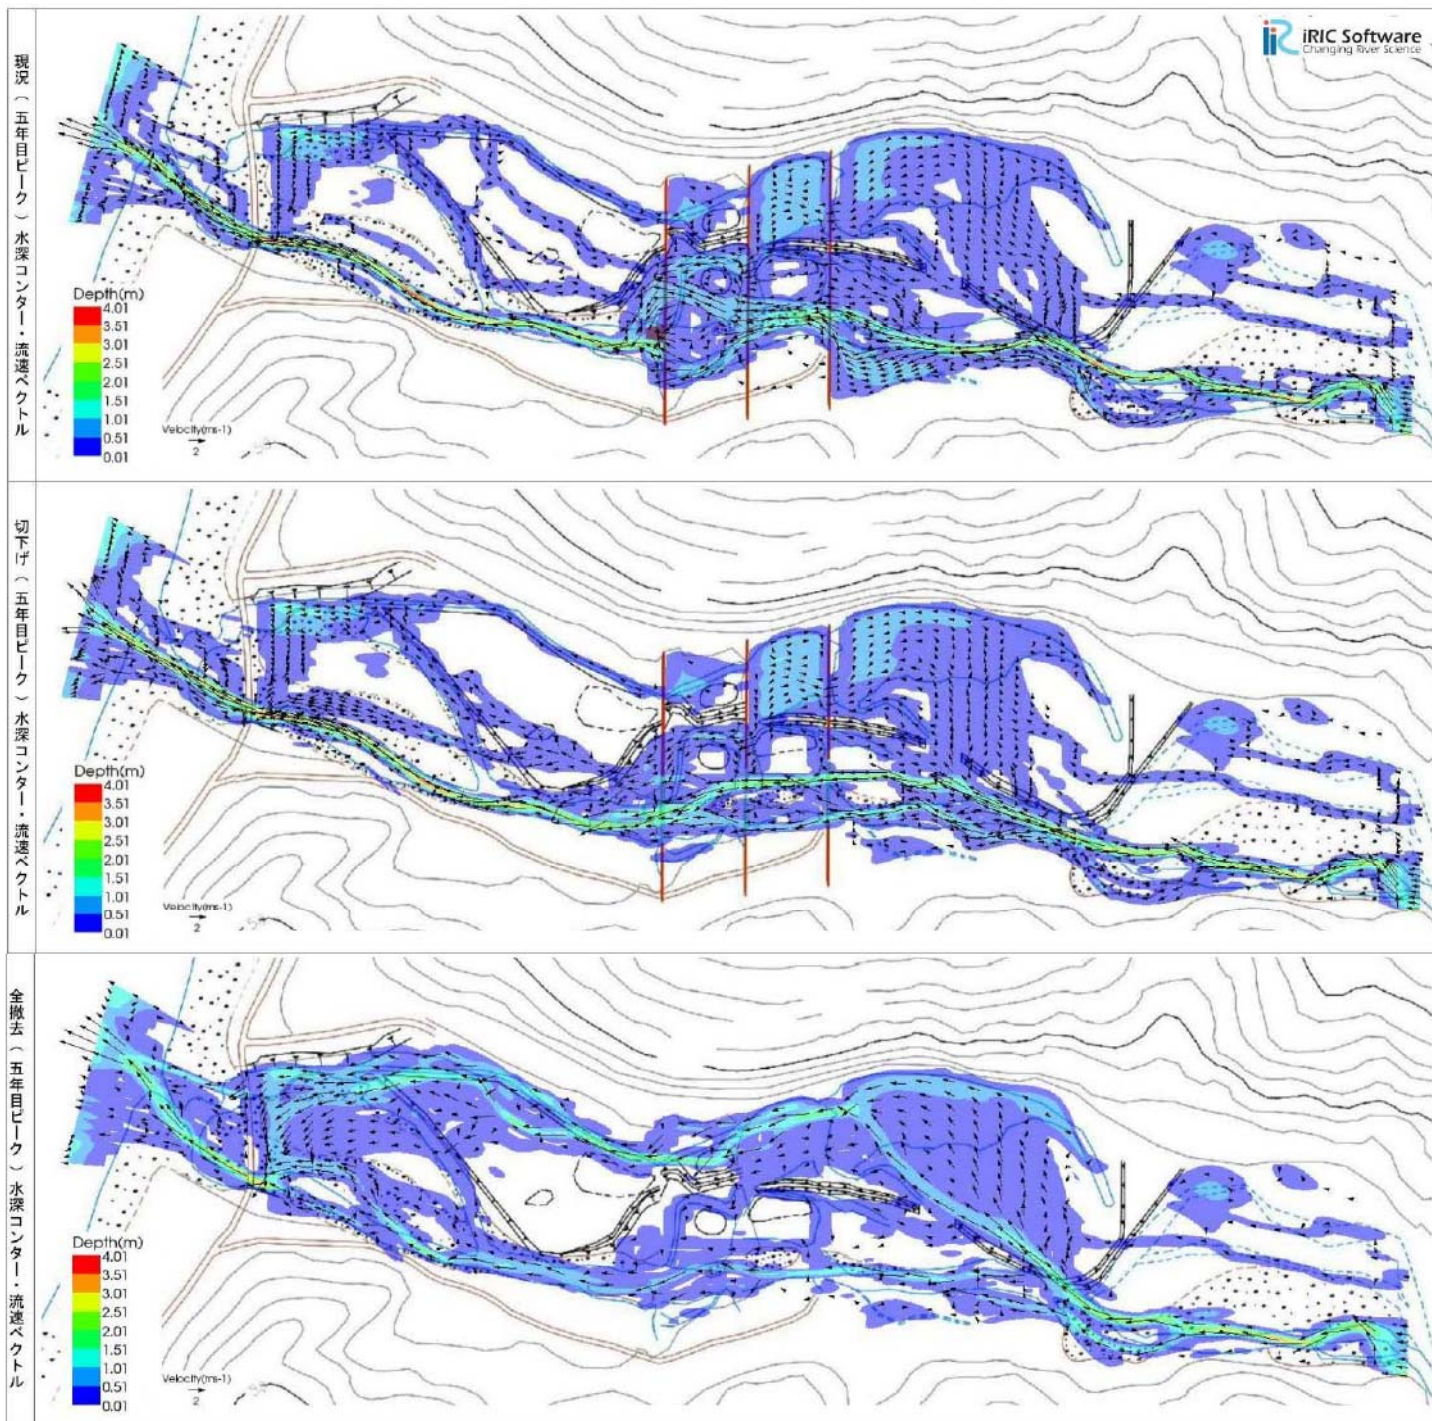 iRIC Software
Changing River Science
現況（五年目ピーク）水深コンター・流速ベクトル
Depth(m)
4.01
3.51
3.01
2.51
2.01
1.51
1.01
0.51
0.01
Velocity(ms-1)
2
切下げ（五年目ピーク）水深コンター・流速ベクトル
Depth(m)
4.01
3.51
3.01
2.51
2.01
1.51
1.01
0.51
0.01
Velocity(ms-1)
2
全撤去（五年目ピーク）水深コンター・流速ベクトル
Depth(m)
4.01
3.51
3.01
2.51
2.01
1.51
1.01
0.51
0.01
Velocity(ms-1)
2